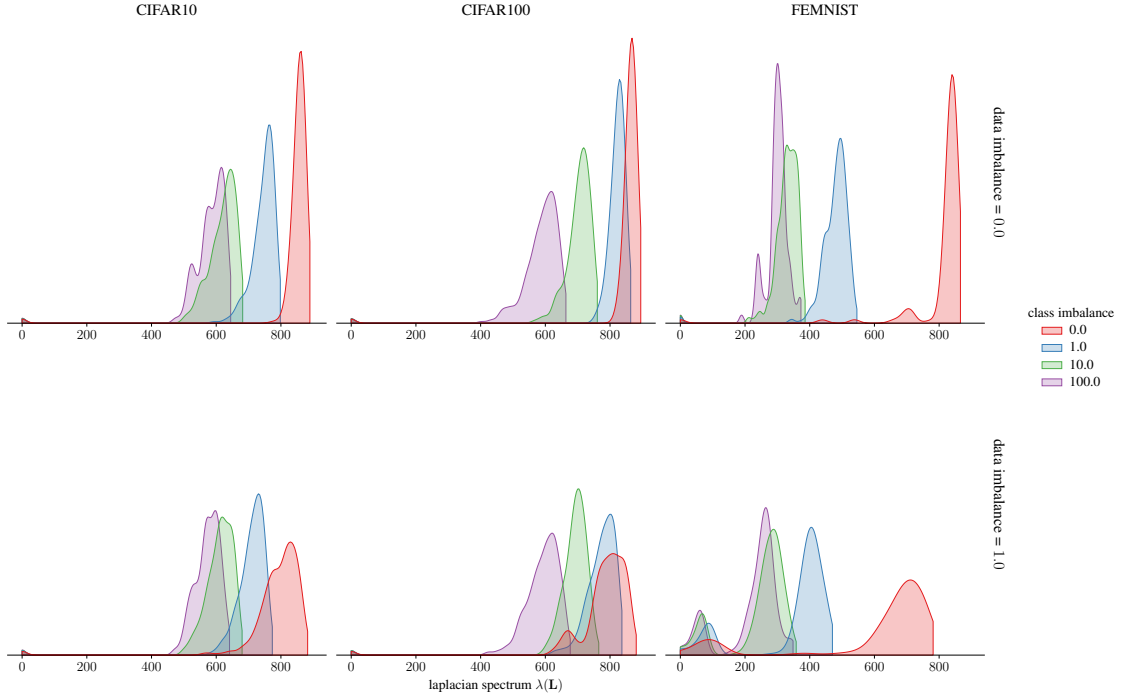 CIFAR10
CIFAR100
FEMNIST
data imbalance = 0.0
0 200 400 600 800
0 200 400 600 800
0 200 400 600 800
class imbalance
0.0
1.0
10.0
100.0
data imbalance = 1.0
0 200 400 600 800
0 200 400 600 800
0 200 400 600 800
laplacian spectrum λ(L)